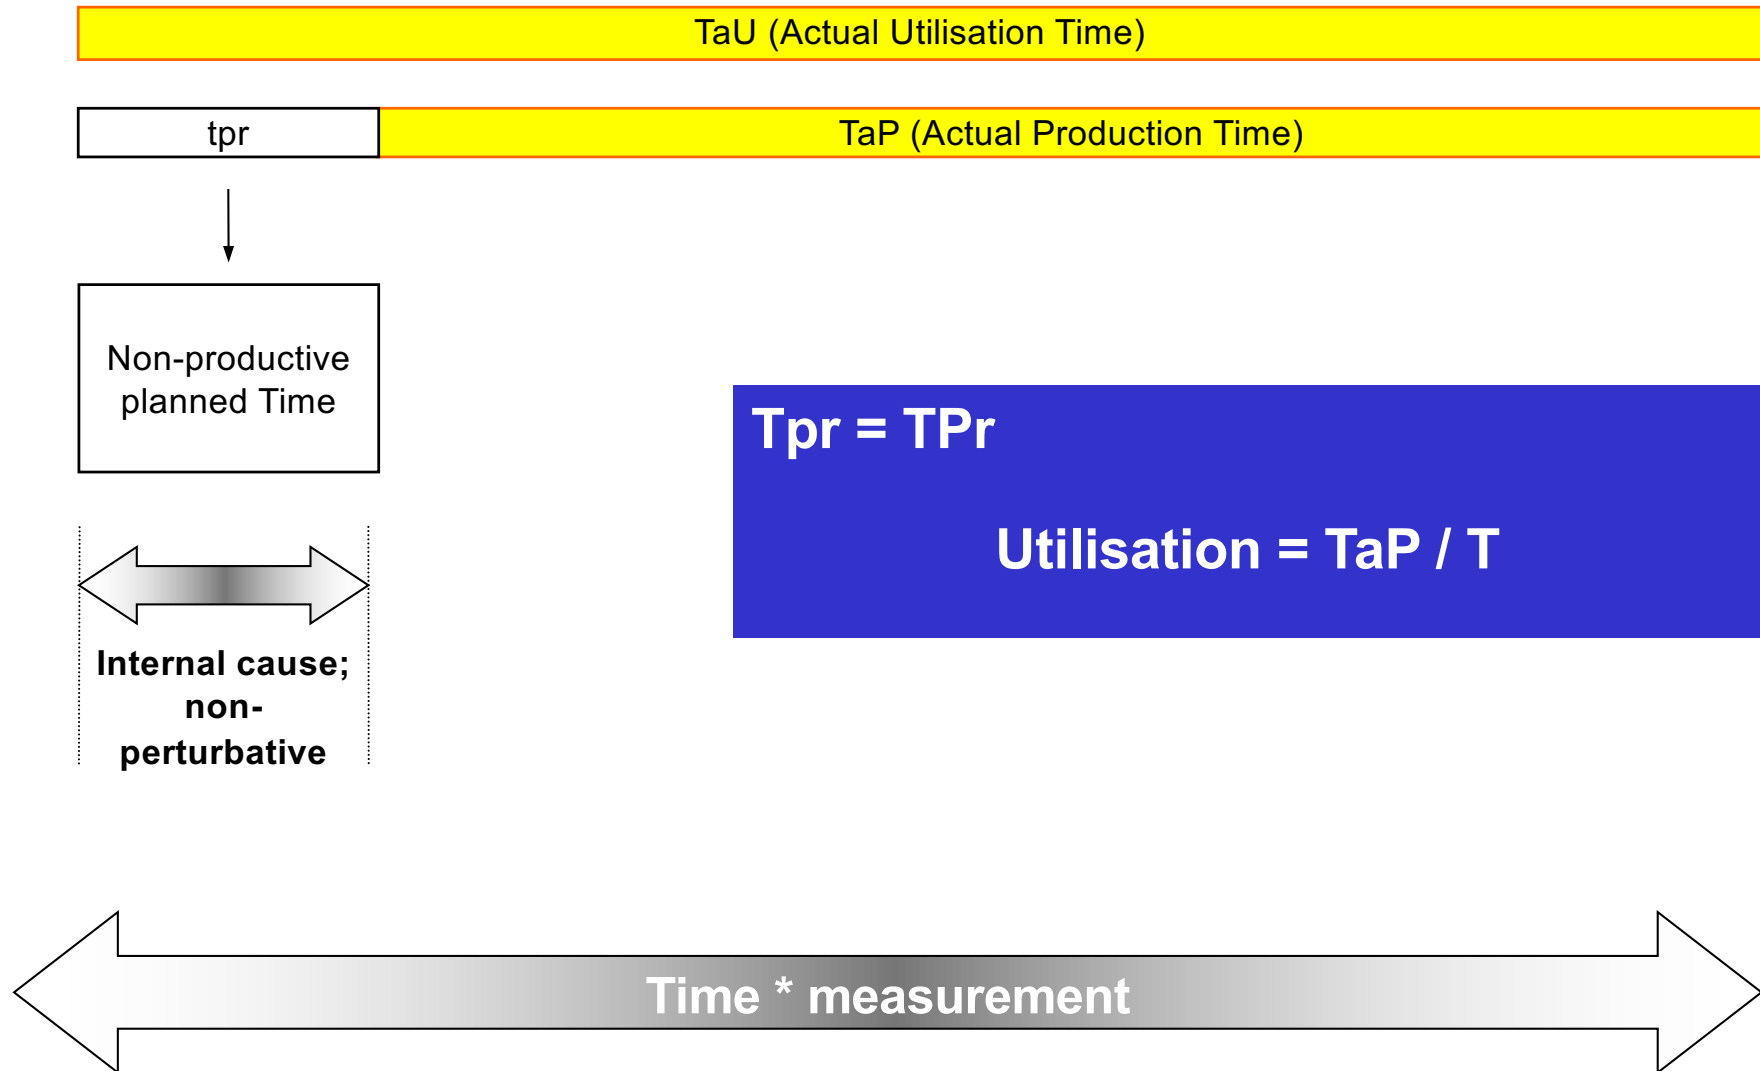 TaU (Actual Utilisation Time)
tpr
TaP (Actual Production Time)
Non-productive
planned Time
Tpr = TPr
Utilisation = TaP / T
Internal cause;
non-
perturbative
Time * measurement